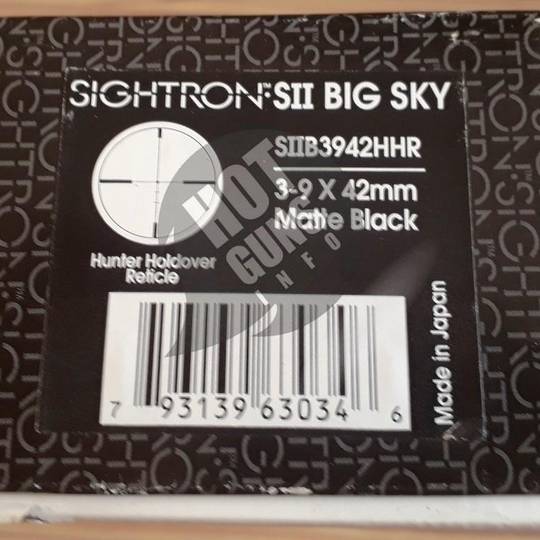 SIGHTRON SII BIG SKY
SIIB3942HHR
3-9 X 42mm
Matte Black
Hunter Holdover
Reticle
HOT
GUNS
INFO
Made in Japan
7 93139 63034 6